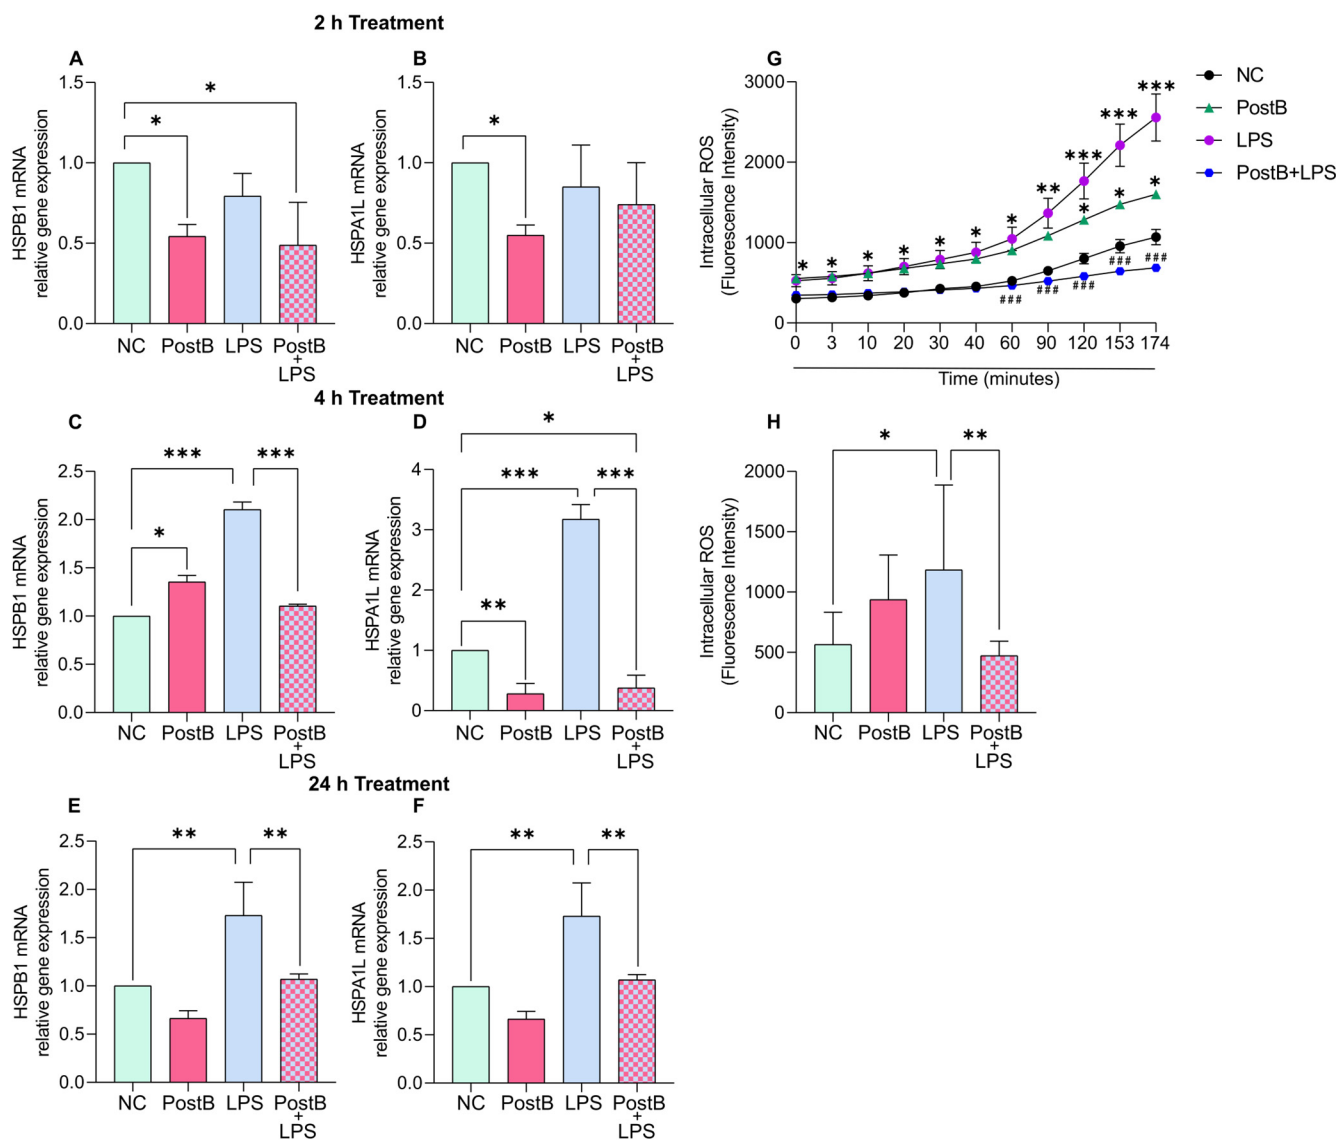 2 h Treatment
A
HSPB1 mRNA
relative gene expression
1.5
1.0
0.5
0.0
*
*
NC PostB LPS PostB
+
LPS
B
HSPA1L mRNA
relative gene expression
1.5
1.0
0.5
0.0
*
NC PostB LPS PostB
+
LPS
G
Intracellular ROS
(Fluorescence Intensity)
3000
2000
1000
0
* * * * * * * ** *** *** ***
* * *
### ### ### ### ###
0 3 10 20 30 40 60 90 120 153 174
Time (minutes)
NC
PostB
LPS
PostB+LPS
4 h Treatment
C
HSPB1 mRNA
relative gene expression
2.5
2.0
1.5
1.0
0.5
0.0
*** ***
*
NC PostB LPS PostB
+
LPS
D
HSPA1L mRNA
relative gene expression
4
3
2
1
0
*
*** ***
**
NC PostB LPS PostB
+
LPS
H
Intracellular ROS
(Fluorescence Intensity)
2000
1500
1000
500
0
* **
NC PostB LPS PostB
+
LPS
24 h Treatment
E
HSPB1 mRNA
relative gene expression
2.5
2.0
1.5
1.0
0.5
0.0
** **
NC PostB LPS PostB
+
LPS
F
HSPA1L mRNA
relative gene expression
2.5
2.0
1.5
1.0
0.5
0.0
** **
NC PostB LPS PostB
+
LPS